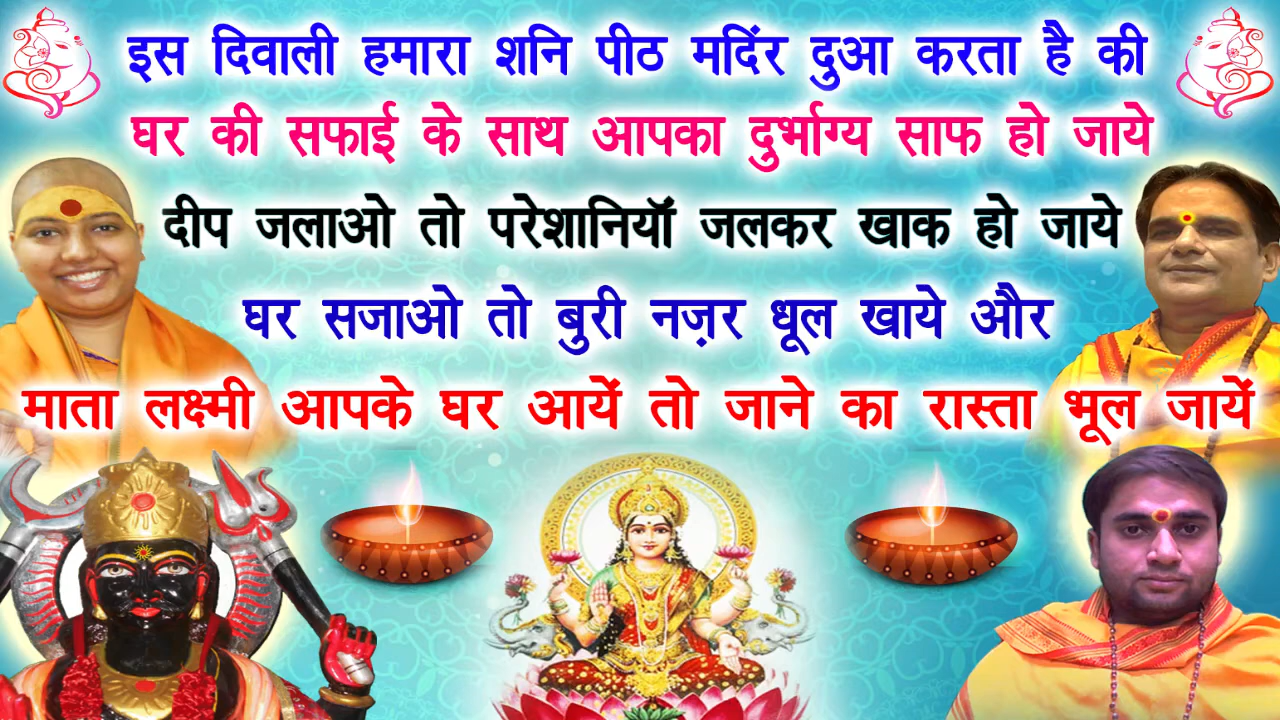 इस दिवाली हमारा शनि पीठ मदिंर दुआ करता है की
घर की सफाई के साथ आपका दुर्भाग्य साफ हो जाये
दीप जलाओ तो परेशानियॉ जलकर खाक हो जाये
घर सजाओ तो बुरी नज़र धूल खाये और
माता लक्ष्मी आपके घर आयें तो जाने का रास्ता भूल जायें